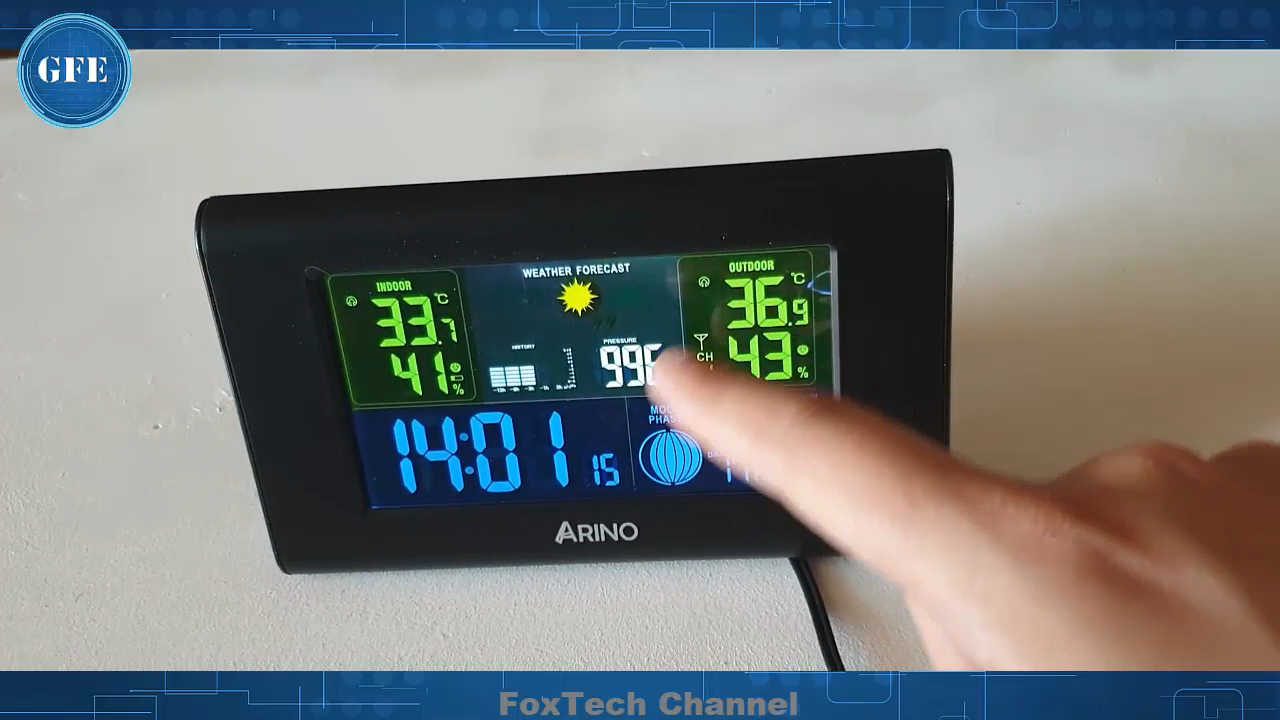 GFE
WEATHER FORECAST
INDOOR
33.7 °C
41 %
HISTORY
PRESSURE
OUTDOOR
36.9 °C
CH
43 %
14:01 15
ARINO
FoxTech Channel